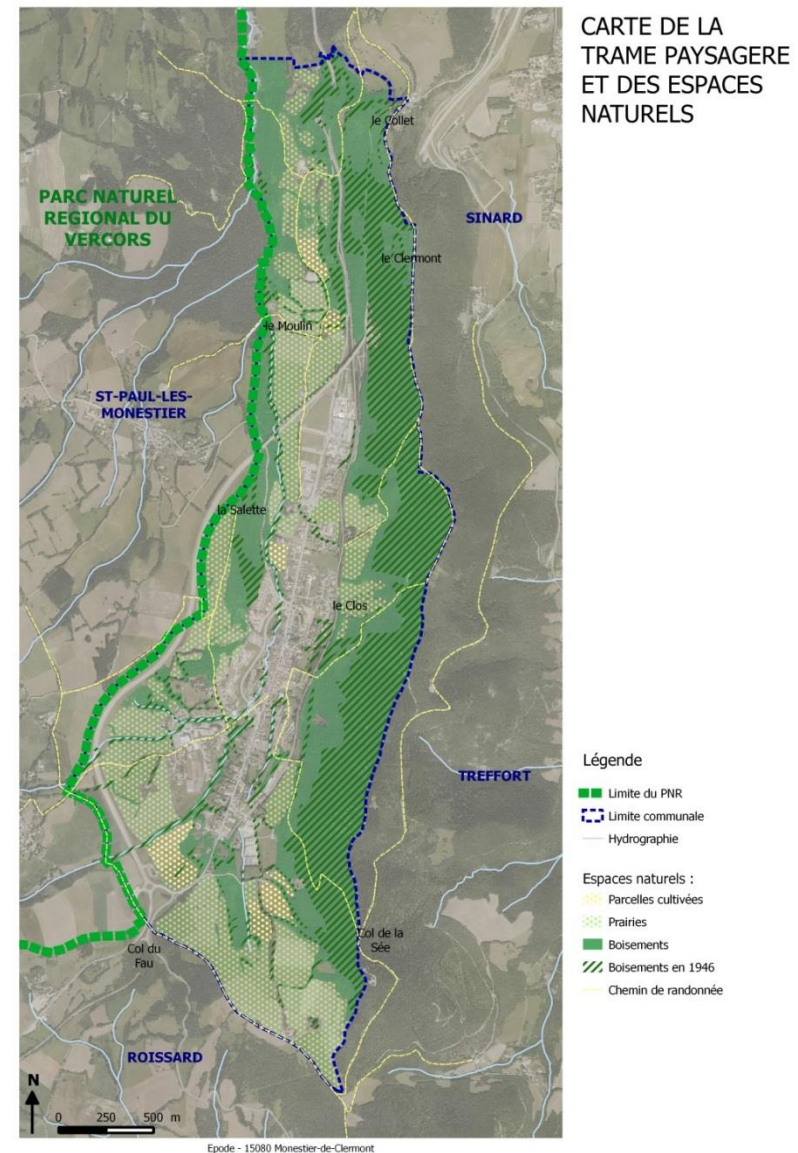 CARTE DE LA
TRAME PAYSAGERE
ET DES ESPACES
NATURELS
le Collet
PARC NATUREL
REGIONAL DU
VERCORS
SINARD
le Clermont
le Moulin
ST-PAUL-LES-
MONESTIER
la Salette
le Clos
TREFFORT
Col de la
Sée
Col du
Fau
ROISSARD
N
0 250 500 m
Légende
Limite du PNR
Limite communale
Hydrographie
Espaces naturels :
Parcelles cultivées
Prairies
Boisements
Boisements en 1946
Chemin de randonnée
Epode - 15080 Monestier-de-Clermont